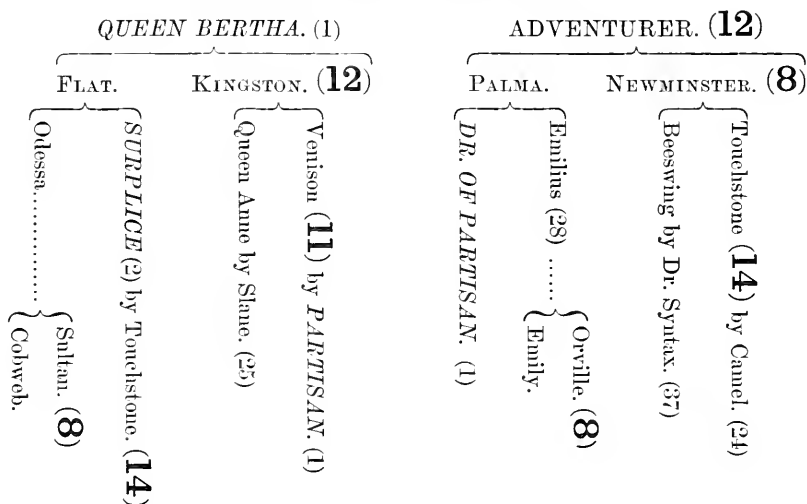 QUEEN BERTHA. (1)
ADVENTURER. (12)
FLAT.
KINGSTON. (12)
PALMA.
NEWMINSTER. (8)
Odessa
SURPLICE (2) by Touchstone. (14)
Sultan. (8)
Cobweb.
Queen Anne by Slane. (25)
Venison (11) by PARTISAN. (1)
DR. OF PARTISAN. (1)
Emilius (28)
Orville. (8)
Emily.
Beeswing by Dr. Syntax. (37)
Touchstone (14) by Camel. (24)